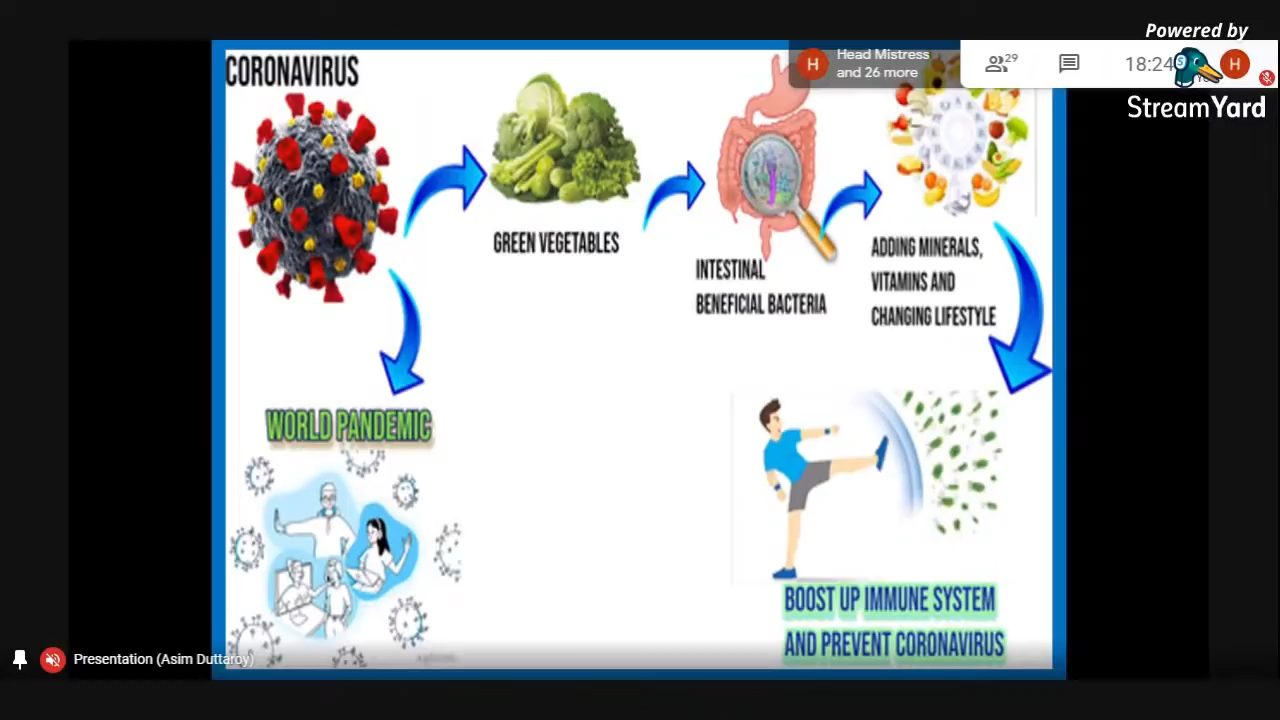 Powered by
StreamYard
Head Mistress
and 26 more
29
18:24
H
H
CORONAVIRUS
GREEN VEGETABLES
INTESTINAL
BENEFICIAL BACTERIA
ADDING MINERALS,
VITAMINS AND
CHANGING LIFESTYLE
WORLD PANDEMIC
BOOST UP IMMUNE SYSTEM
AND PREVENT CORONAVIRUS
Presentation (Asim Duttaroy)